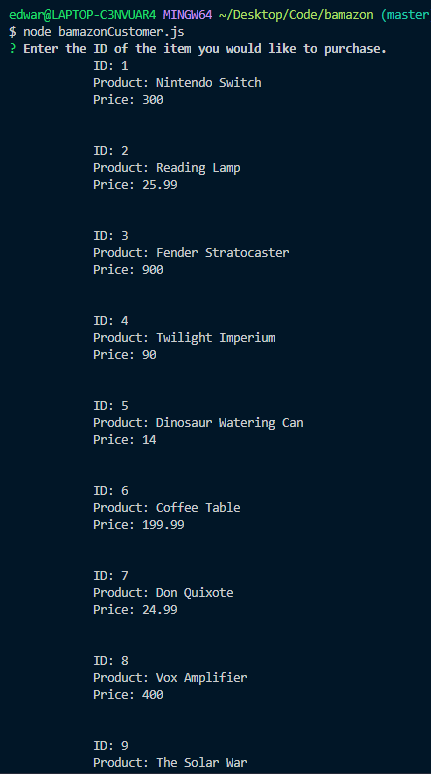 edwar@LAPTOP-C3NVUAR4 MINGW64 ~/Desktop/Code/bamazon (master
$ node bamazonCustomer.js
? Enter the ID of the item you would like to purchase.
ID: 1
Product: Nintendo Switch
Price: 300
ID: 2
Product: Reading Lamp
Price: 25.99
ID: 3
Product: Fender Stratocaster
Price: 900
ID: 4
Product: Twilight Imperium
Price: 90
ID: 5
Product: Dinosaur Watering Can
Price: 14
ID: 6
Product: Coffee Table
Price: 199.99
ID: 7
Product: Don Quixote
Price: 24.99
ID: 8
Product: Vox Amplifier
Price: 400
ID: 9
Product: The Solar War